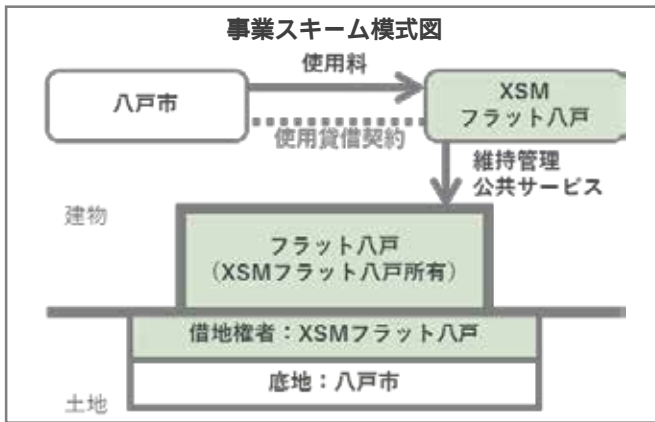 事業スキーム模式図
使用料
八戸市
XSM
フラット八戸
使用貸借契約
維持管理
公共サービス
建物
フラット八戸
（XSMフラット八戸所有）
借地権者：XSMフラット八戸
底地：八戸市
土地